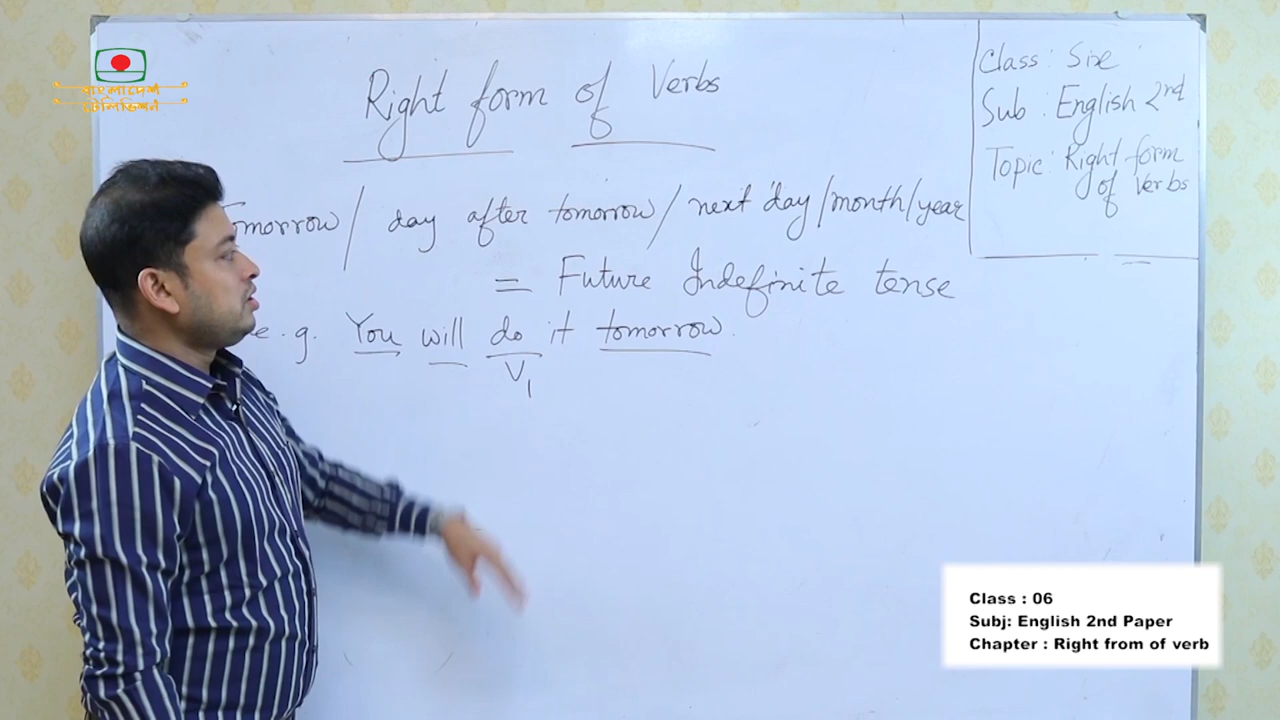 বাংলাদেশ
টেলিভিশন
Right form of Verbs
Tomorrow / day after tomorrow / next day / month / year
= Future Indefinite tense
e.g. You will do it tomorrow.
V1
Class : Six
Sub : English 2nd
Topic: Right form
of Verbs
Class : 06
Subj: English 2nd Paper
Chapter : Right from of verb